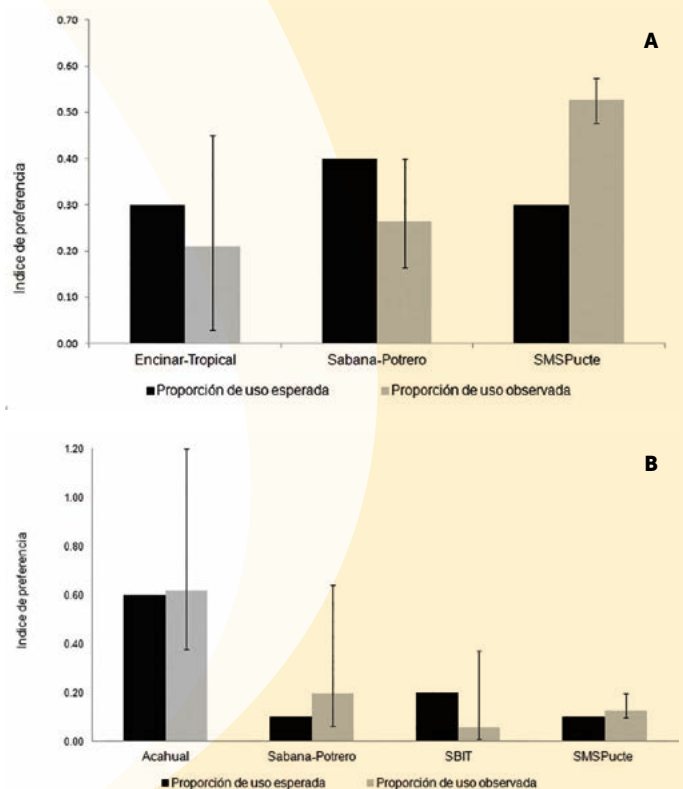 A
Indice de preferencia
0.70
0.60
0.50
0.40
0.30
0.20
0.10
0.00
Encinar-Tropical Sabana-Potrero SMSPucte
Proporción de uso esperada Proporción de uso observada
B
Indice de preferencia
1.20
1.00
0.80
0.60
0.40
0.20
0.00
Acahual Sabana-Potrero SBIT SMSPucte
Proporción de uso esperada Proporción de uso observada